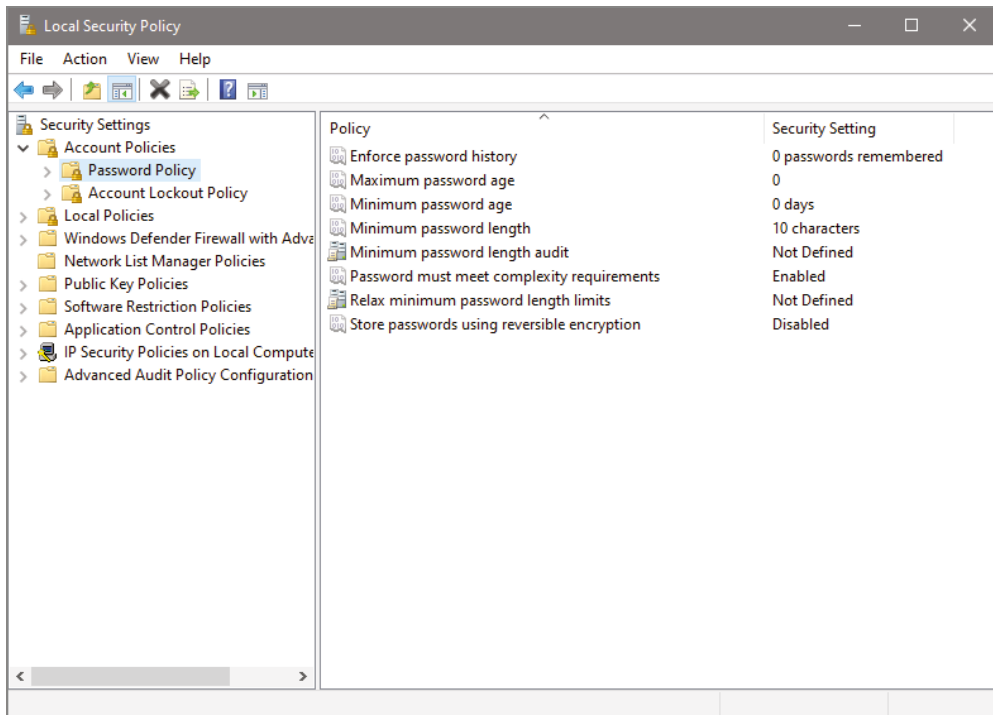 Local Security Policy
File Action View Help
Security Settings
Account Policies
Password Policy
Account Lockout Policy
Local Policies
Windows Defender Firewall with Adva
Network List Manager Policies
Public Key Policies
Software Restriction Policies
Application Control Policies
IP Security Policies on Local Compute
Advanced Audit Policy Configuration
Policy Security Setting
Enforce password history 0 passwords remembered
Maximum password age 0
Minimum password age 0 days
Minimum password length 10 characters
Minimum password length audit Not Defined
Password must meet complexity requirements Enabled
Relax minimum password length limits Not Defined
Store passwords using reversible encryption Disabled